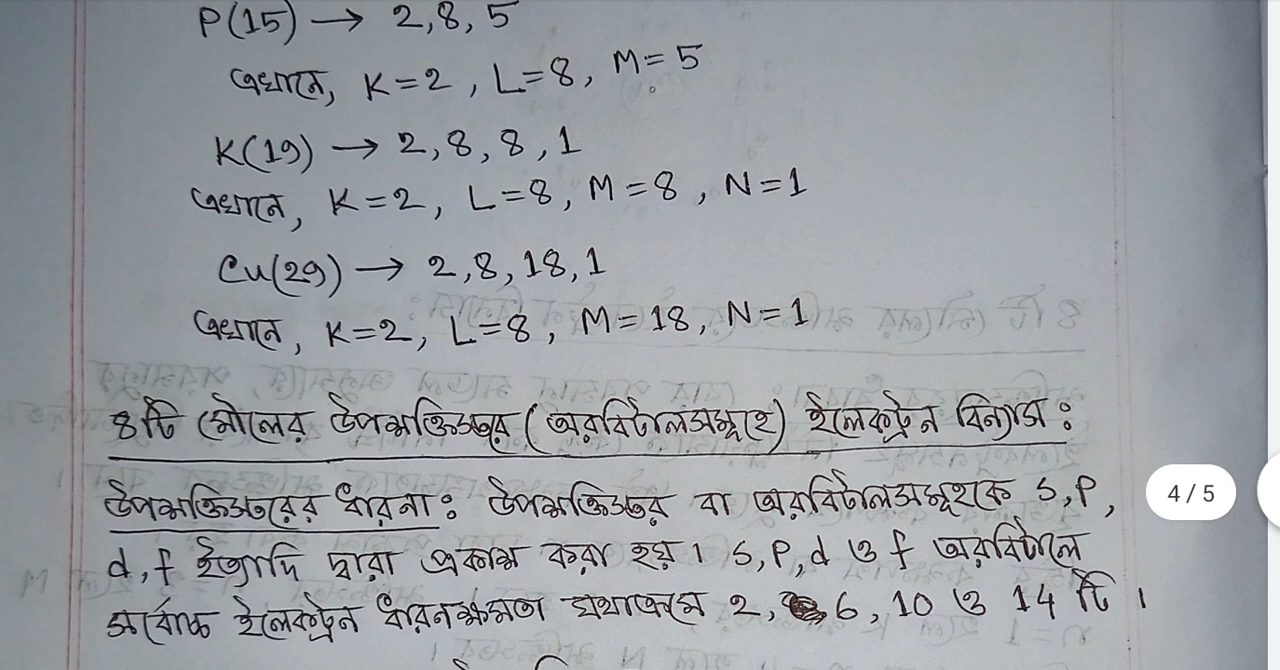 P(15) → 2, 8, 5
এখানে, K=2, L=8, M=5
K(19) → 2, 8, 8, 1
এখানে, K=2, L=8, M=8, N=1
Cu(29) → 2, 8, 18, 1
এখানে, K=2, L=8, M=18, N=1
৪টি মৌলের উপশক্তিস্তরে (অরবিটালসমূহে) ইলেকট্রন বিন্যাস:
উপশক্তিস্তরের ধারনা: উপশক্তিস্তর বা অরবিটালসমূহকে s, p,
4 / 5
d, f ইত্যাদি দ্বারা প্রকাশ করা হয়। s, p, d ও f অরবিটালে
সর্বোচ্চ ইলেকট্রন ধারনক্ষমতা যথাক্রমে 2, 6, 10 ও 14 টি।